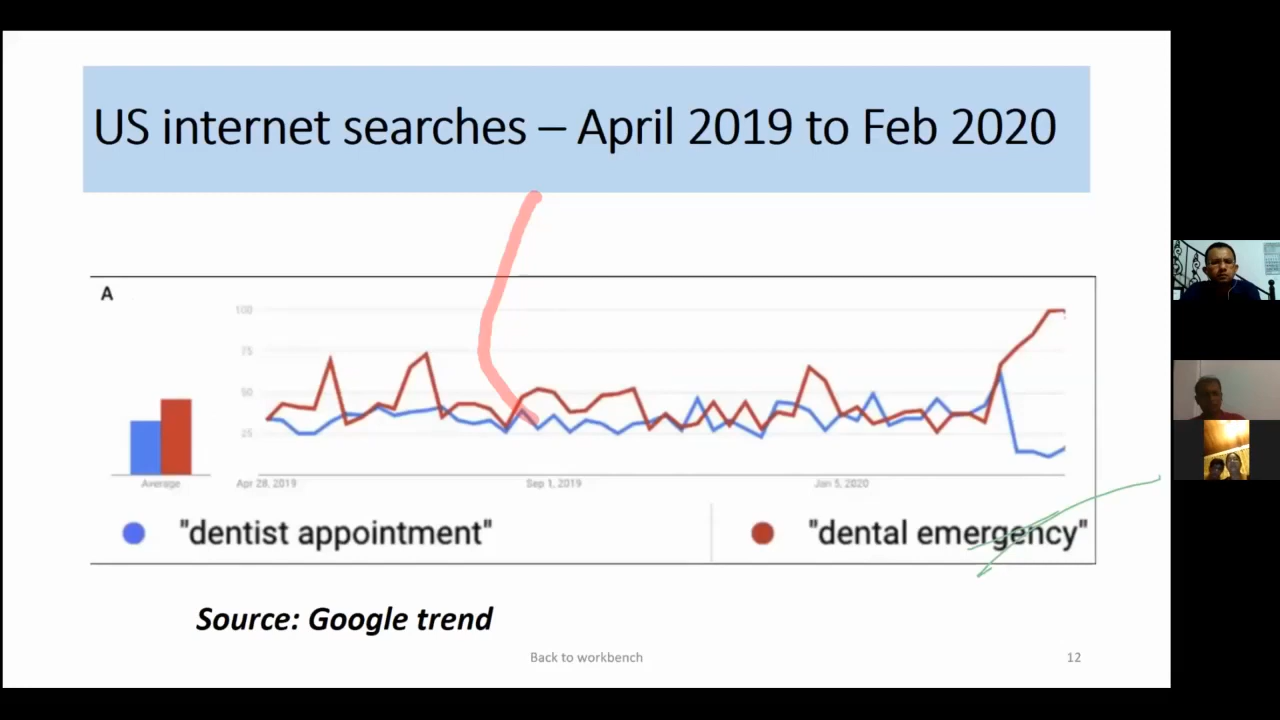 US internet searches – April 2019 to Feb 2020
A
100
75
50
25
Average
Apr 28, 2019
Sep 1, 2019
Jan 5, 2020
"dentist appointment"
"dental emergency"
Source: Google trend
Back to workbench
12